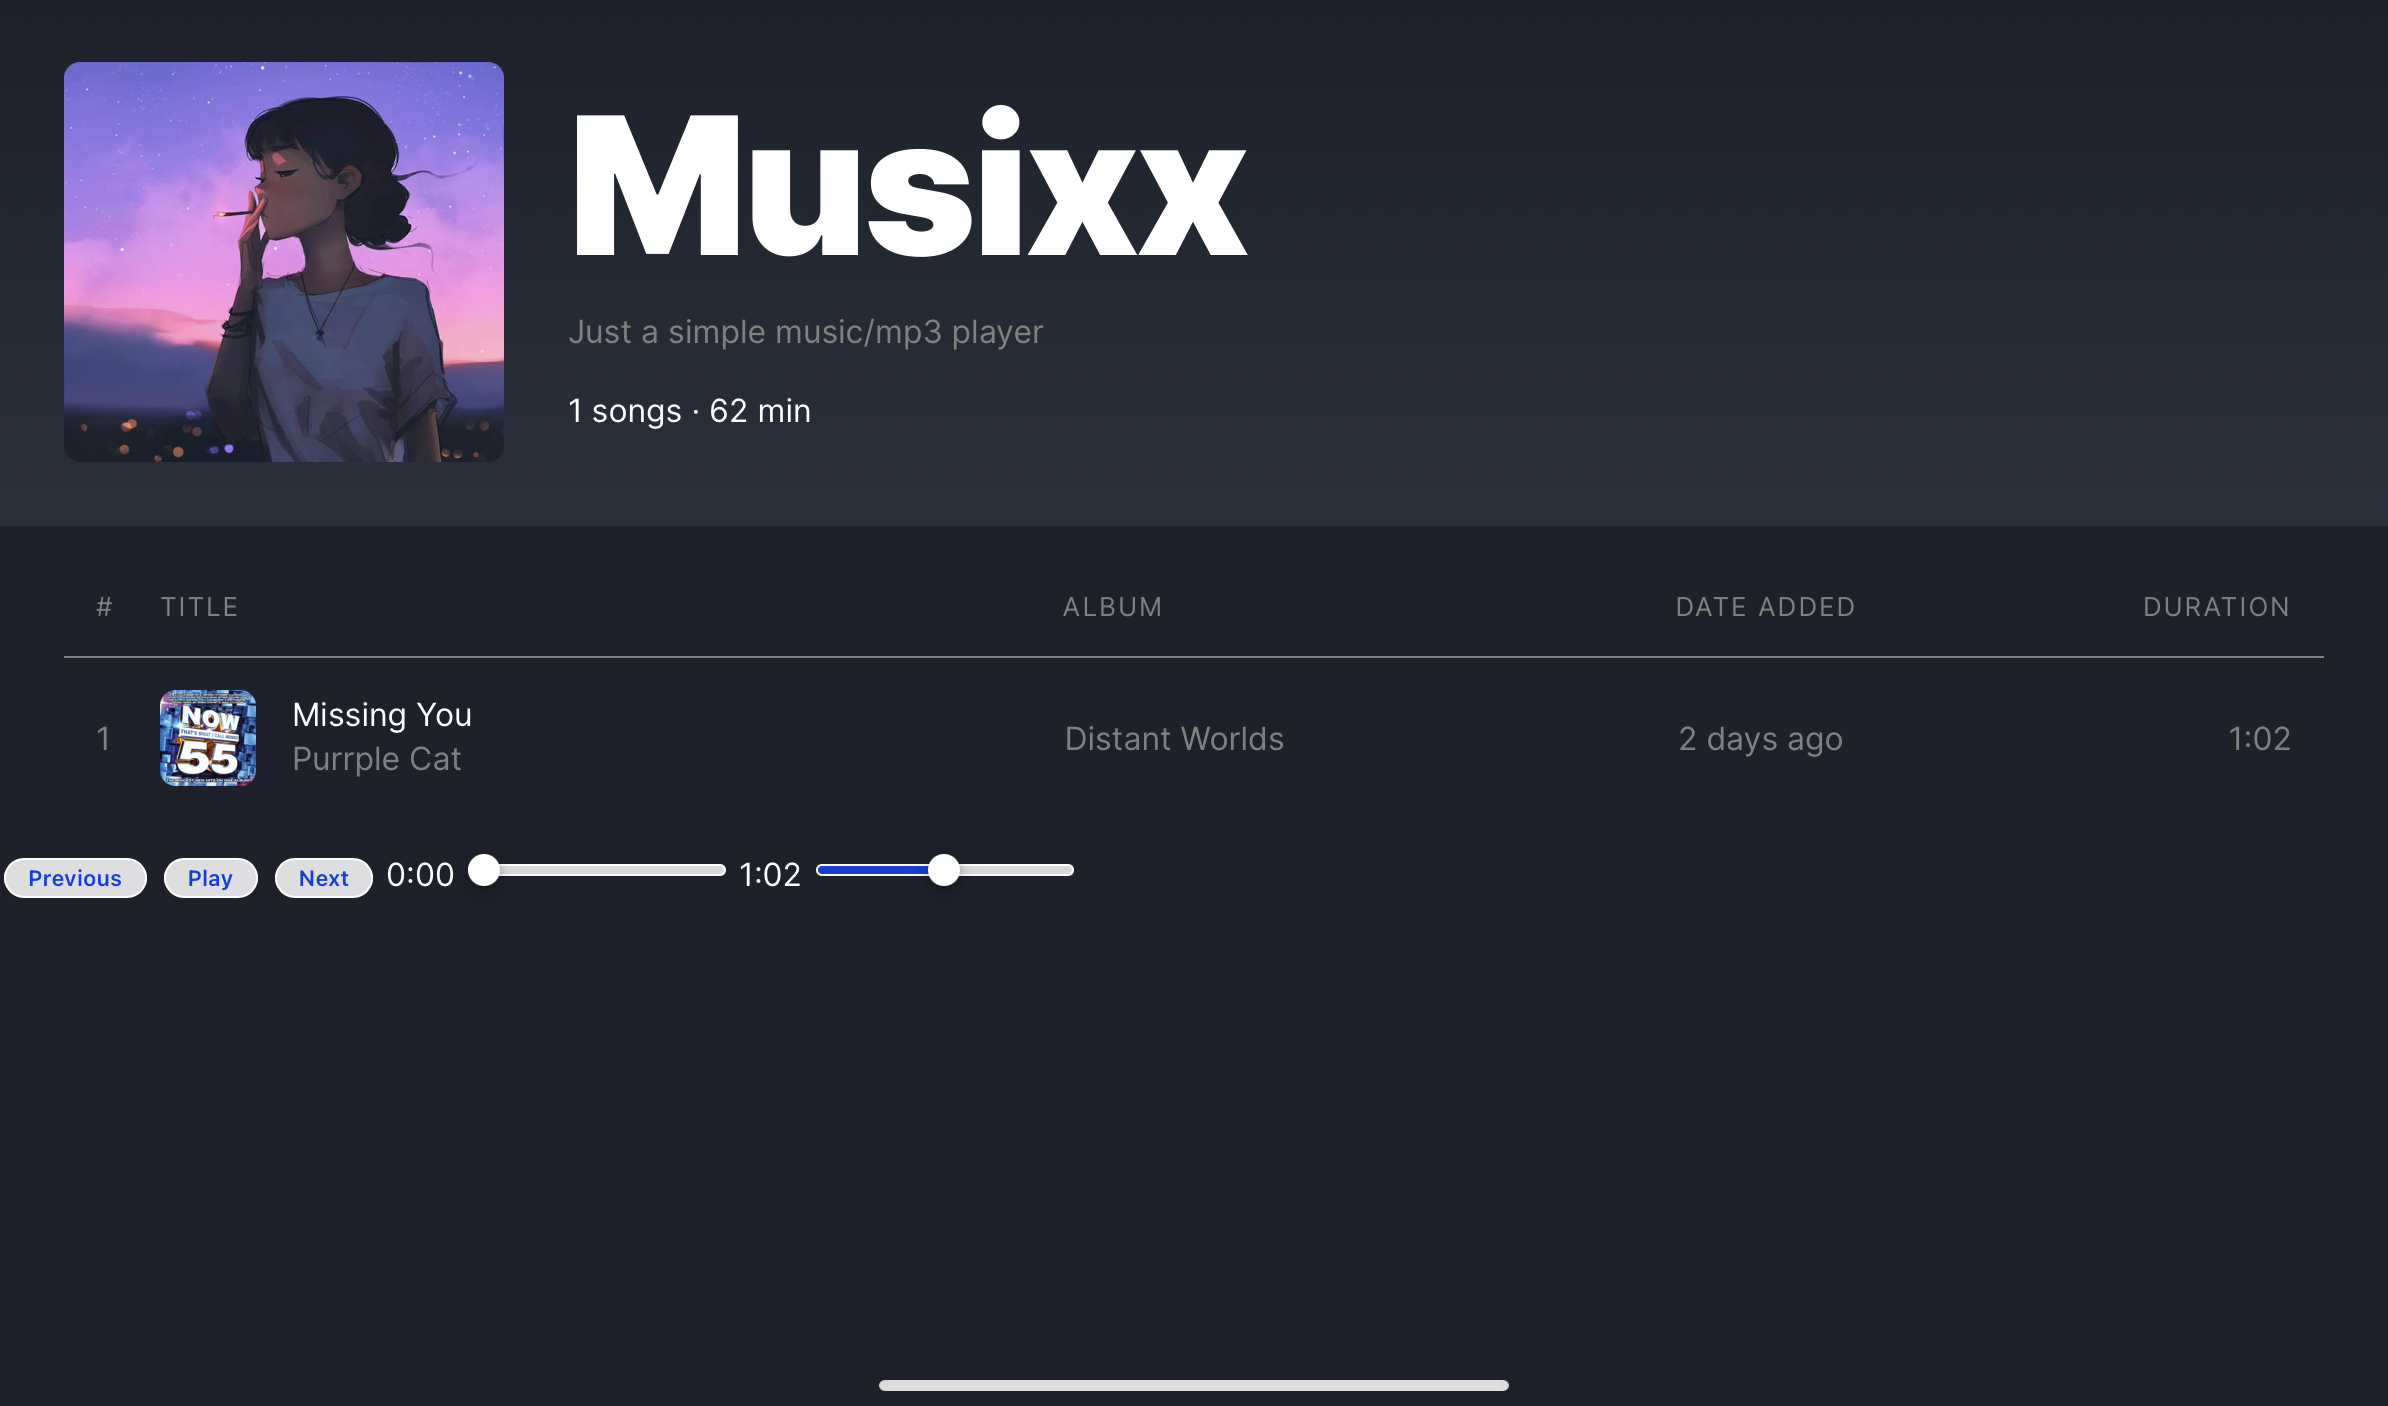 Musixx
Just a simple music/mp3 player
1 songs · 62 min
# TITLE ALBUM DATE ADDED DURATION
1 Missing You Distant Worlds 2 days ago 1:02
Purrple Cat
NOW
THAT'S WHAT I CALL MUSIC!
55
Previous Play Next 0:00 1:02